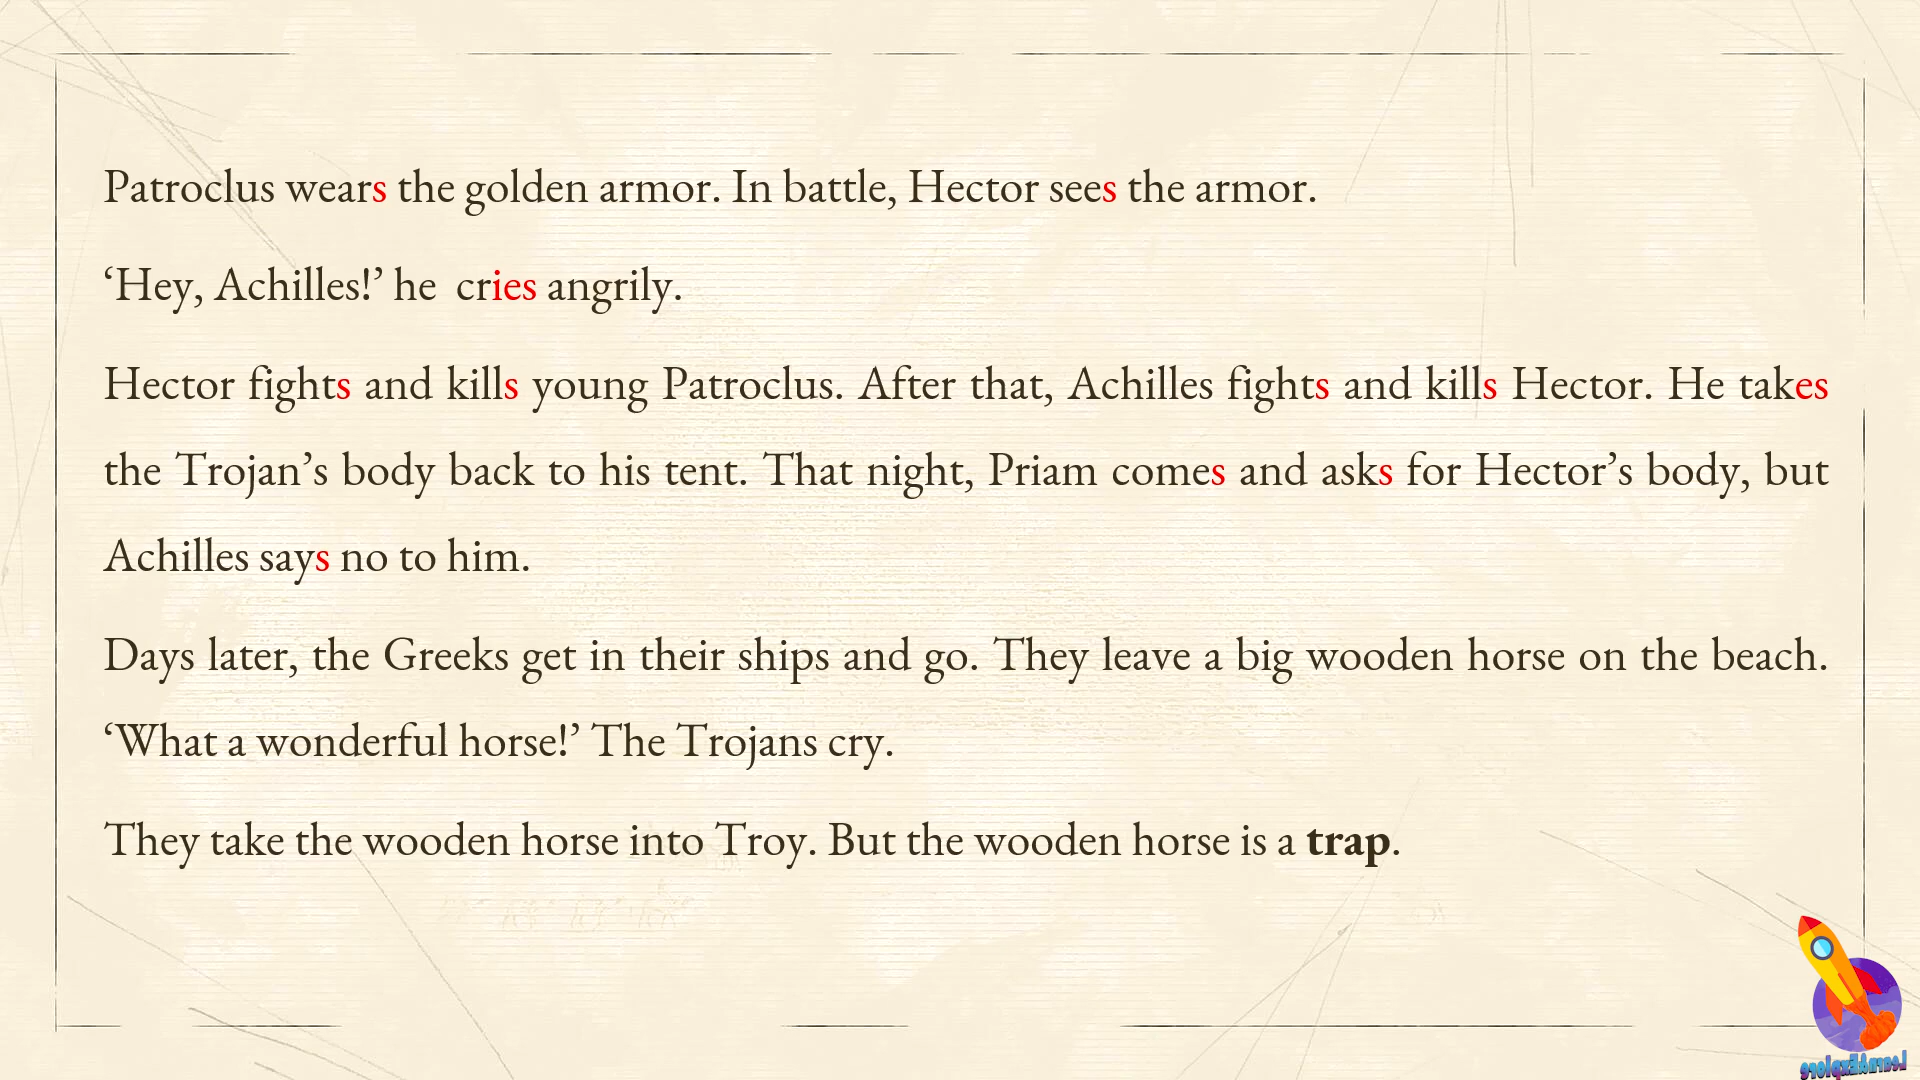 Patroclus wears the golden armor. In battle, Hector sees the armor.
‘Hey, Achilles!’ he  cries angrily.
Hector fights and kills young Patroclus. After that, Achilles fights and kills Hector. He takes
the Trojan’s body back to his tent. That night, Priam comes and asks for Hector’s body, but
Achilles says no to him.
Days later, the Greeks get in their ships and go. They leave a big wooden horse on the beach.
‘What a wonderful horse!’ The Trojans cry.
They take the wooden horse into Troy. But the wooden horse is a trap.
Learn&Explore